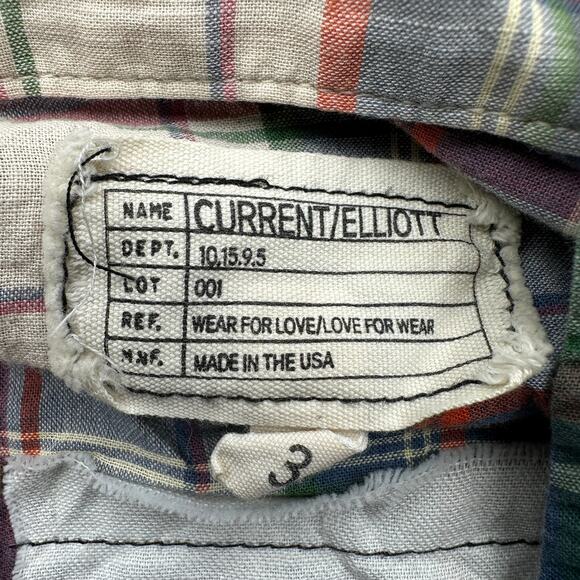 NAME CURRENT/ELLIOTT
DEPT. 10.15.9.5
LOT 001
REF. WEAR FOR LOVE/LOVE FOR WEAR
MNF. MADE IN THE USA
3